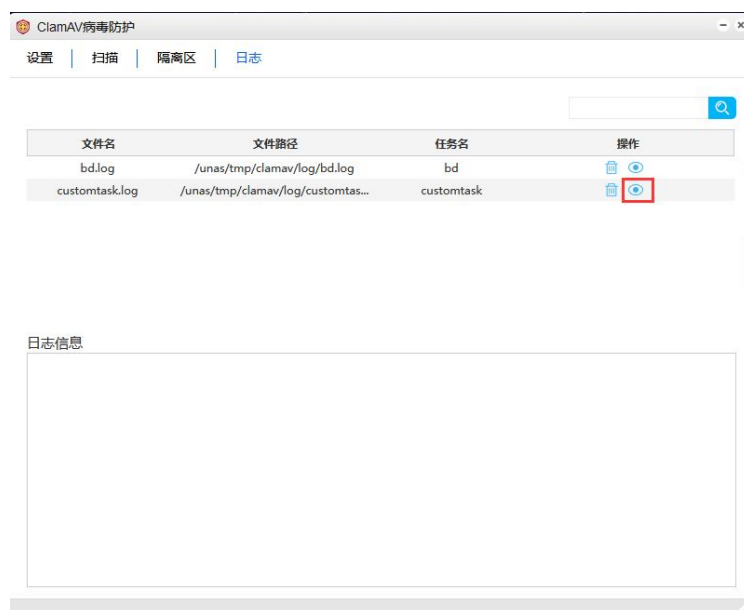 ClamAV病毒防护
设置 扫描 隔离区 日志
文件名 文件路径 任务名 操作
bd.log /unas/tmp/clamav/log/bd.log bd
customtask.log /unas/tmp/clamav/log/customtas... customtask
日志信息